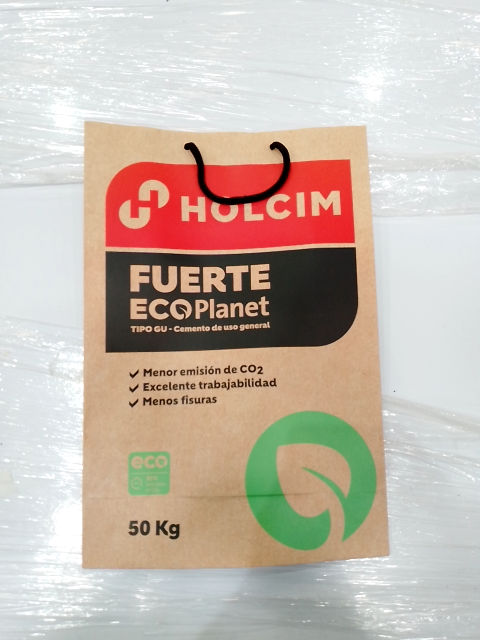 HOLCIM
FUERTE
ECOPlanet
TIPO GU - Cemento de uso general
Menor emisión de CO2
Excelente trabajabilidad
Menos fisuras
eco
50 Kg